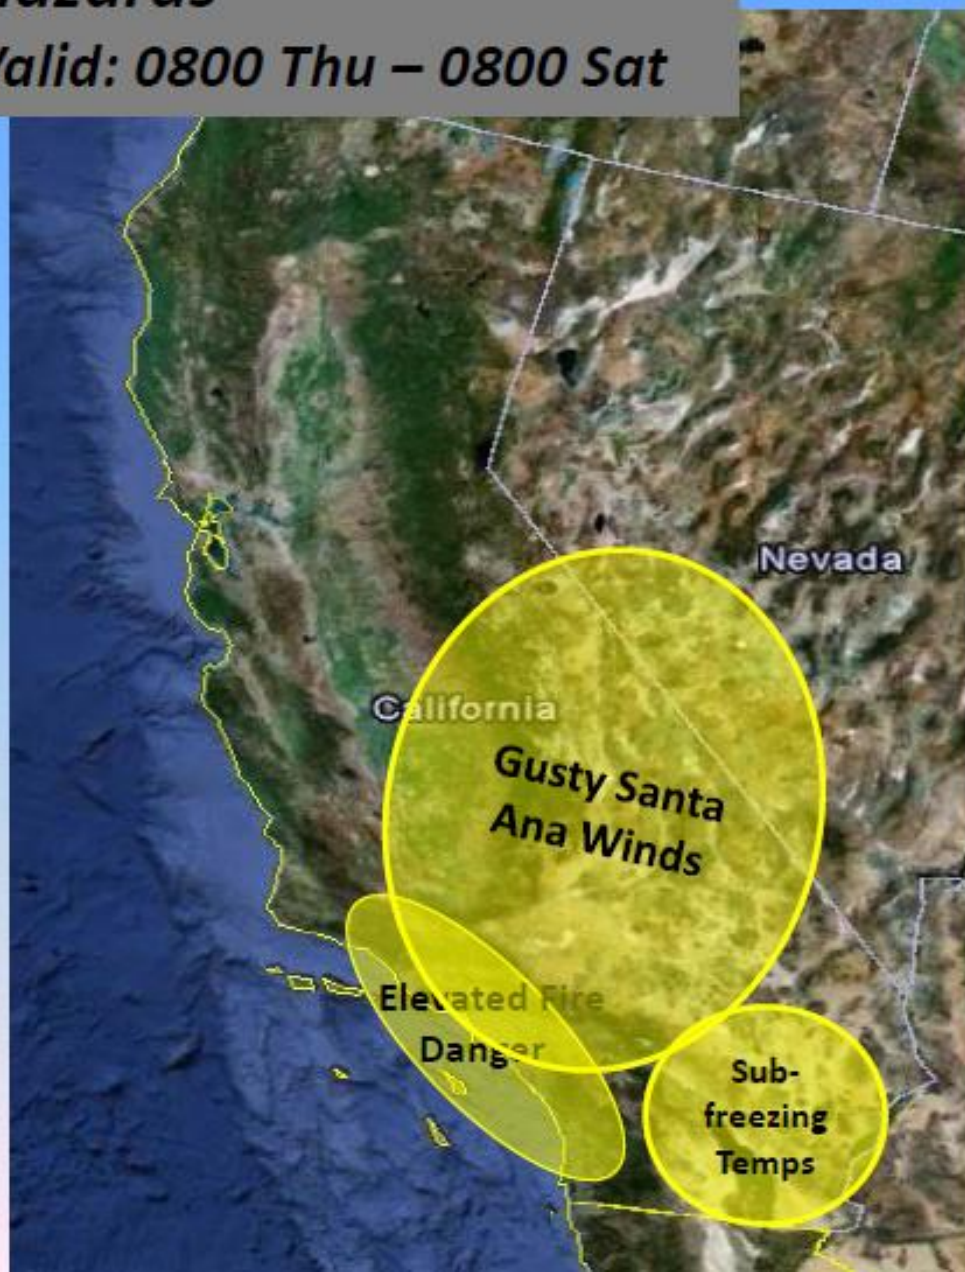 Valid: 0800 Thu – 0800 Sat
Nevada
California
Gusty Santa
Ana Winds
Elevated Fire
Danger
Sub-
freezing
Temps